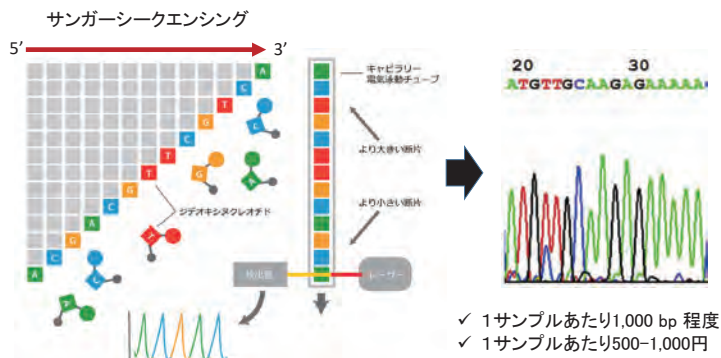 サンガーシークエンシング
5’
3’
A
C
T
G
C
T
T
G
C
A
G
C
A
C
G
A
T
C
A
キャピラリー
電気泳動チューブ
より大きい断片
より小さい断片
ジデオキシヌクレオチド
検出器
レーザー
20 30
ATGTTGCAAGAGAAAAA
✓ 1サンプルあたり1,000 bp 程度
✓ 1サンプルあたり500-1,000円